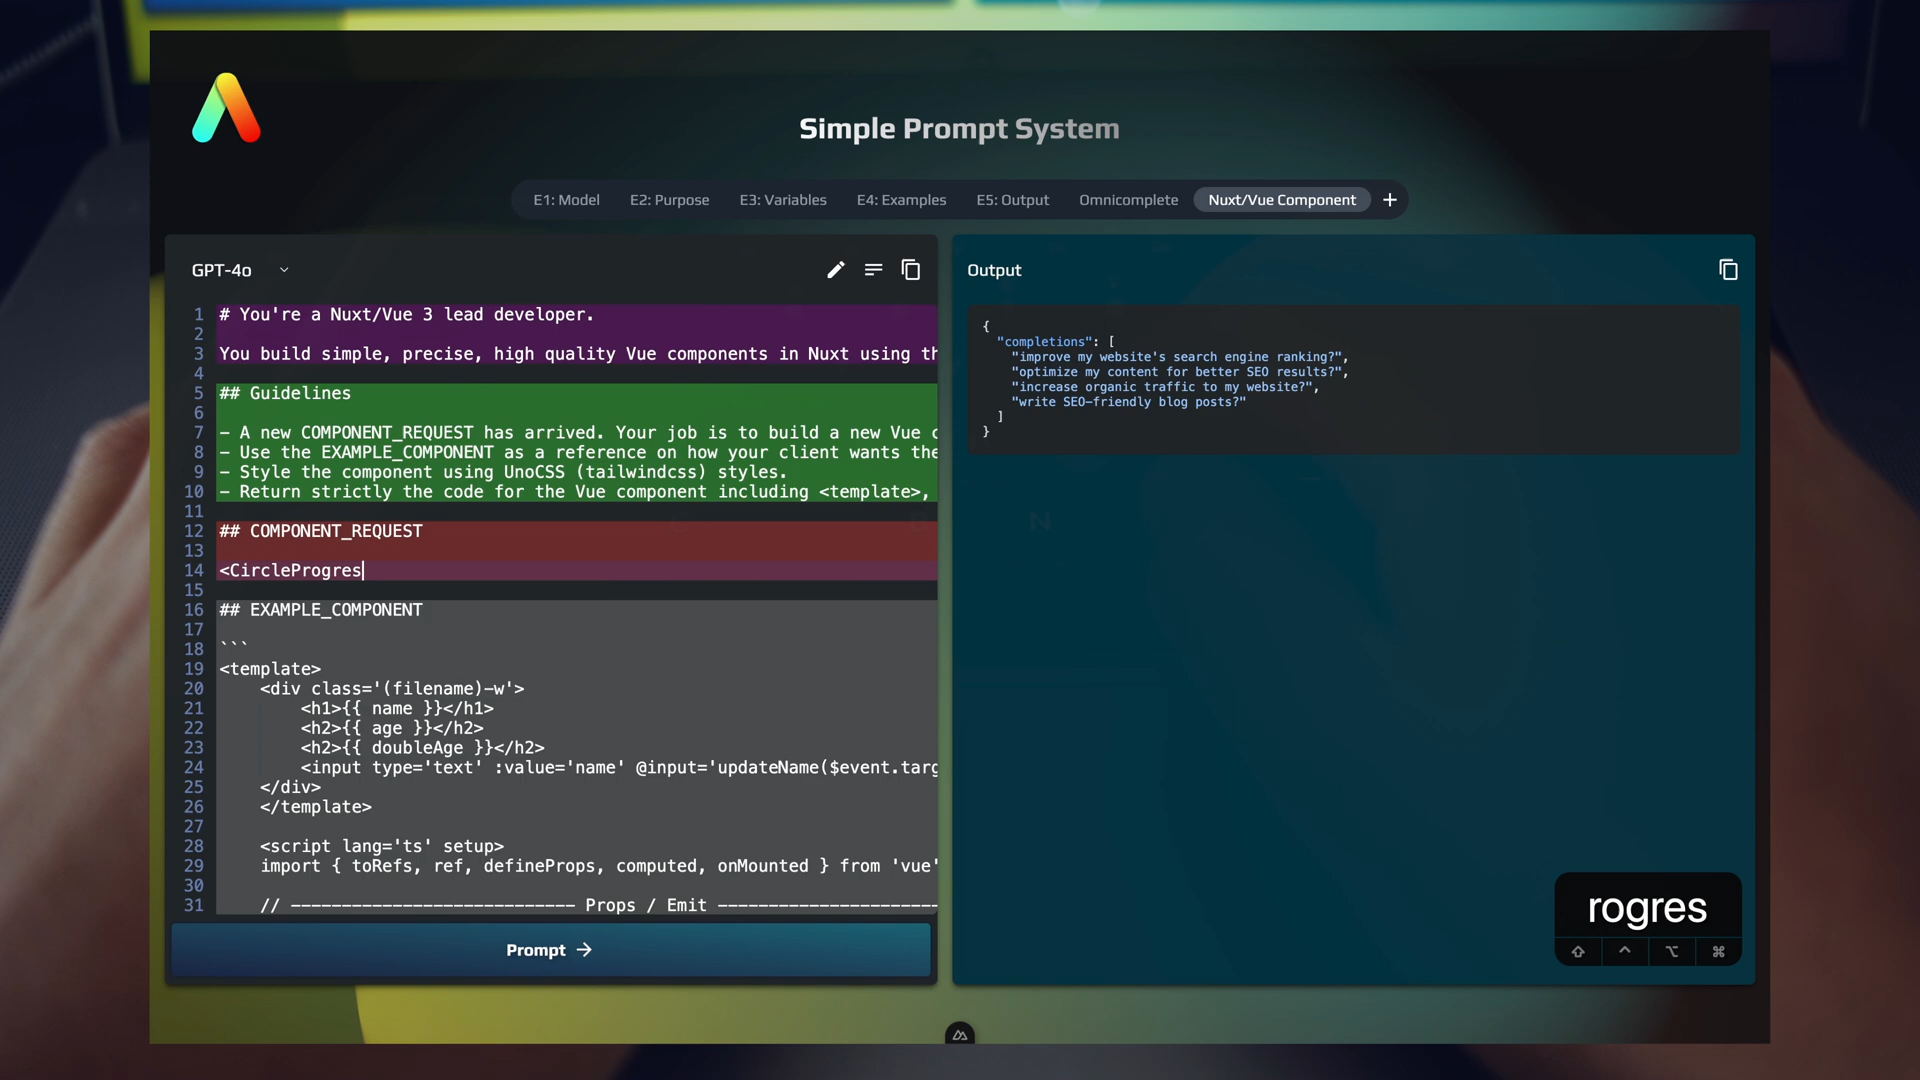 Simple Prompt System
E1: Model E2: Purpose E3: Variables E4: Examples E5: Output Omnicomplete Nuxt/Vue Component +
GPT-4o
1 # You're a Nuxt/Vue 3 lead developer.
2
3 You build simple, precise, high quality Vue components in Nuxt using th
4
5 ## Guidelines
6
7 - A new COMPONENT_REQUEST has arrived. Your job is to build a new Vue c
8 - Use the EXAMPLE_COMPONENT as a reference on how your client wants the
9 - Style the component using UnoCSS (tailwindcss) styles.
10 - Return strictly the code for the Vue component including <template>,
11
12 ## COMPONENT_REQUEST
13
14 <CircleProgres
15
16 ## EXAMPLE_COMPONENT
17
18 ```
19 <template>
20 <div class='(filename)-w'>
21 <h1>{{ name }}</h1>
22 <h2>{{ age }}</h2>
23 <h2>{{ doubleAge }}</h2>
24 <input type='text' :value='name' @input='updateName($event.targ
25 </div>
26 </template>
27
28 <script lang='ts' setup>
29 import { toRefs, ref, defineProps, computed, onMounted } from 'vue'
30
31 // ---------------------------- Props / Emit ----------------------
Prompt →
Output
{
"completions": [
"improve my website's search engine ranking?",
"optimize my content for better SEO results?",
"increase organic traffic to my website?",
"write SEO-friendly blog posts?"
]
}
rogres
⇧ ^ ⌥ ⌘